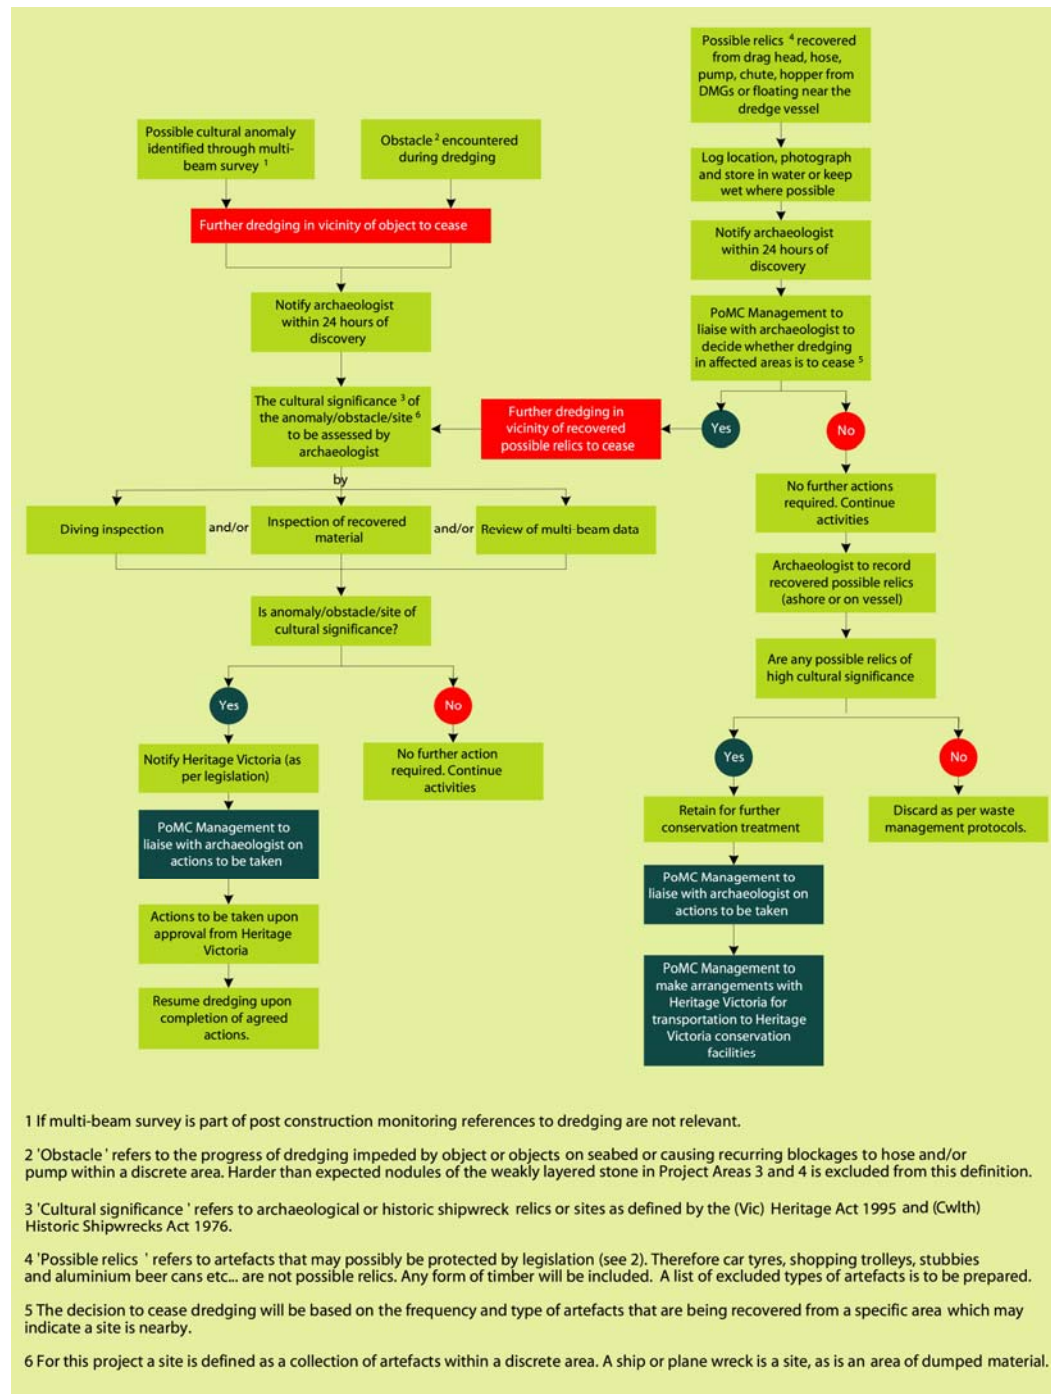 Possible cultural anomaly
identified through multi-
beam survey 1
Obstacle 2 encountered
during dredging
Further dredging in vicinity of object to cease
Notify archaeologist
within 24 hours of
discovery
The cultural significance 3 of
the anomaly/obstacle/site 6
to be assessed by
archaeologist
by
Diving inspection
and/or
Inspection of recovered
material
and/or
Review of multi-beam data
Is anomaly/obstacle/site of
cultural significance?
Yes
No
Notify Heritage Victoria (as
per legislation)
No further action
required. Continue
activities
PoMC Management to
liaise with archaeologist on
actions to be taken
Actions to be taken upon
approval from Heritage
Victoria
Resume dredging upon
completion of agreed
actions.
Possible relics 4 recovered
from drag head, hose,
pump, chute, hopper from
DMGs or floating near the
dredge vessel
Log location, photograph
and store in water or keep
wet where possible
Notify archaeologist
within 24 hours of
discovery
PoMC Management to
liaise with archaeologist to
decide whether dredging
in affected areas is to cease 5
Yes
No
Further dredging in
vicinity of recovered
possible relics to cease
No further actions
required. Continue
activities
Archaeologist to record
recovered possible relics
(ashore or on vessel)
Are any possible relics of
high cultural significance
Yes
No
Retain for further
conservation treatment
Discard as per waste
management protocols.
PoMC Management to
liaise with archaeologist on
actions to be taken
PoMC Management to
make arrangements with
Heritage Victoria for
transportation to Heritage
Victoria conservation
facilities
1 If multi-beam survey is part of post construction monitoring references to dredging are not relevant.
2 'Obstacle' refers to the progress of dredging impeded by object or objects on seabed or causing recurring blockages to hose and/or
pump within a discrete area. Harder than expected nodules of the weakly layered stone in Project Areas 3 and 4 is excluded from this definition.
3 'Cultural significance' refers to archaeological or historic shipwreck relics or sites as defined by the (Vic) Heritage Act 1995 and (Cwlth)
Historic Shipwrecks Act 1976.
4 'Possible relics' refers to artefacts that may possibly be protected by legislation (see 2). Therefore car tyres, shopping trolleys, stubbies
and aluminium beer cans etc... are not possible relics. Any form of timber will be included. A list of excluded types of artefacts is to be prepared.
5 The decision to cease dredging will be based on the frequency and type of artefacts that are being recovered from a specific area which may
indicate a site is nearby.
6 For this project a site is defined as a collection of artefacts within a discrete area. A ship or plane wreck is a site, as is an area of dumped material.